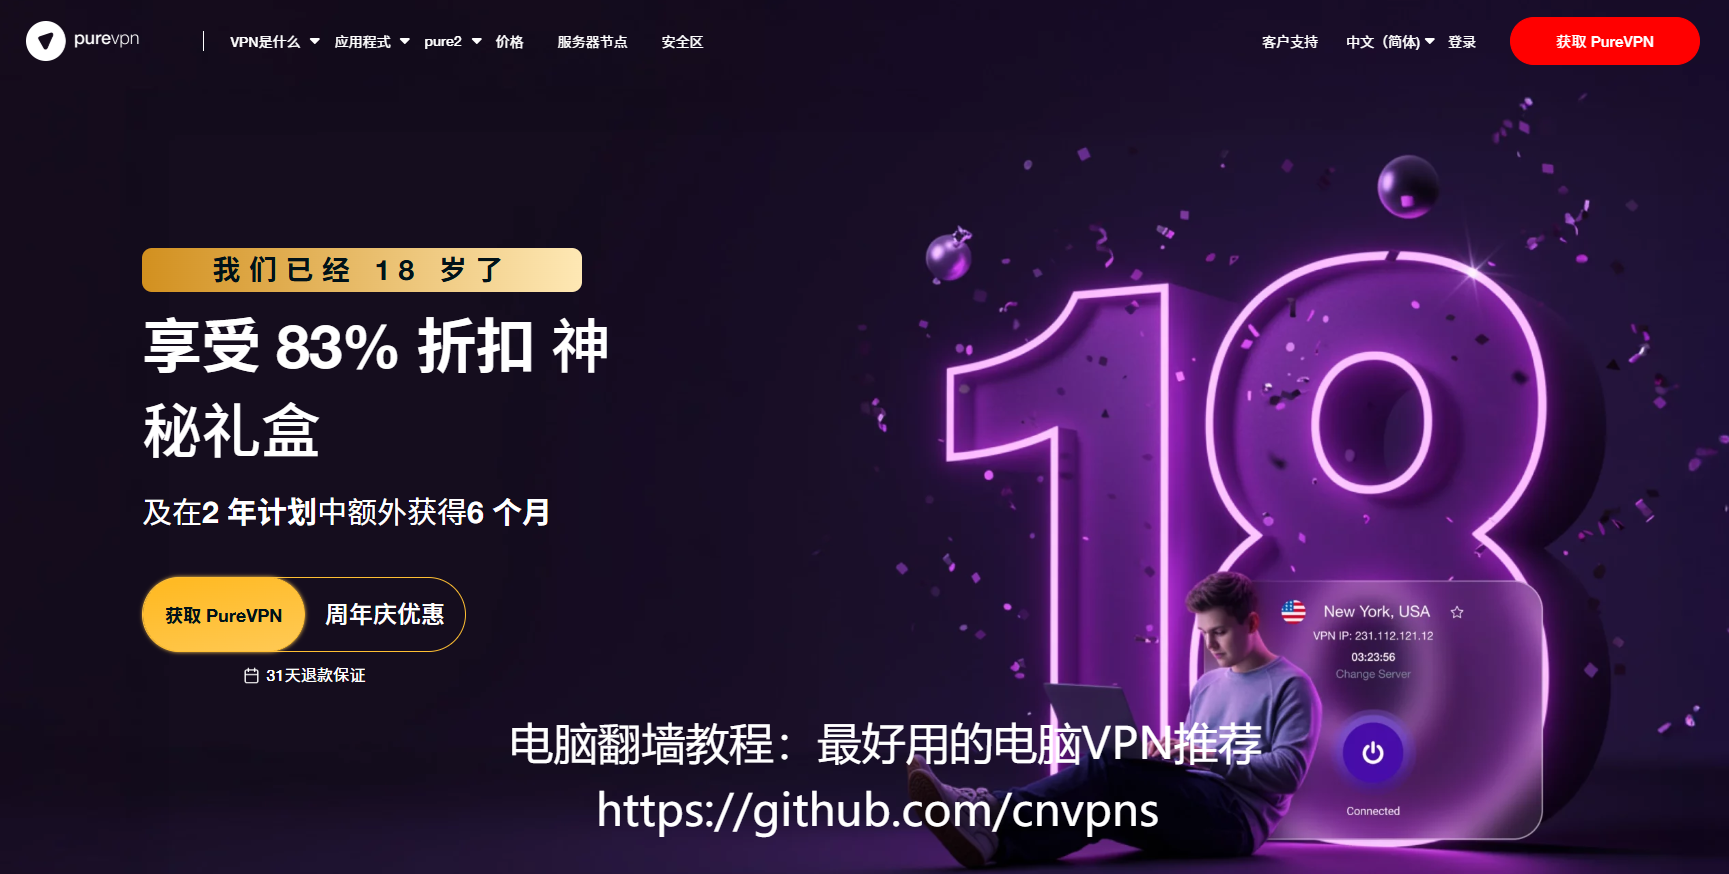 purevpn
VPN是什么 应用程式 pure2 价格 服务器节点 安全区 客户支持 中文（简体) 登录 获取 PureVPN
我们已经 18 岁了
享受 83% 折扣 神
秘礼盒
及在2 年计划中额外获得6 个月
获取 PureVPN 周年庆优惠
31天退款保证
18
New York, USA
VPN IP: 231.112.121.12
03:23:56
Change Server
Connected
电脑翻墙教程：最好用的电脑VPN推荐
https://github.com/cnvpns